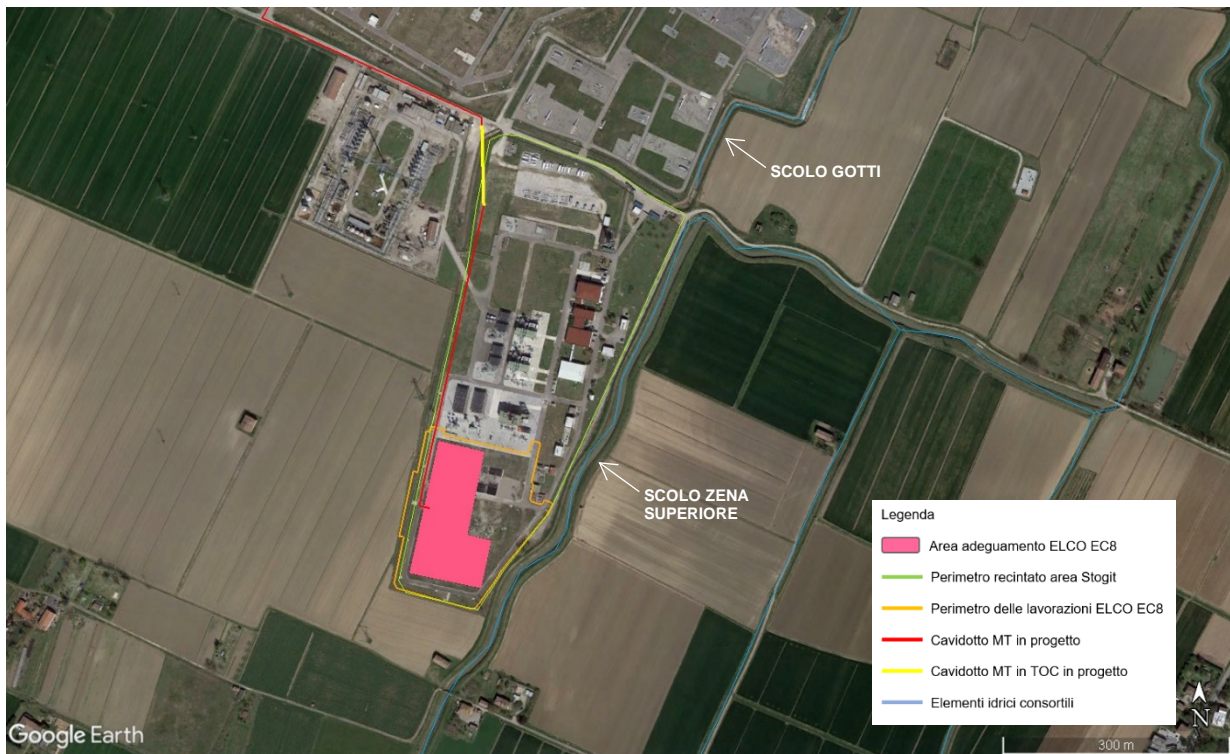 SCOLO GOTTI
SCOLO ZENA
SUPERIORE
Legenda
Area adeguamento ELCO EC8
Perimetro recintato area Stogit
Perimetro delle lavorazioni ELCO EC8
Cavidotto MT in progetto
Cavidotto MT in TOC in progetto
Elementi idrici consortili
Google Earth
N
300 m